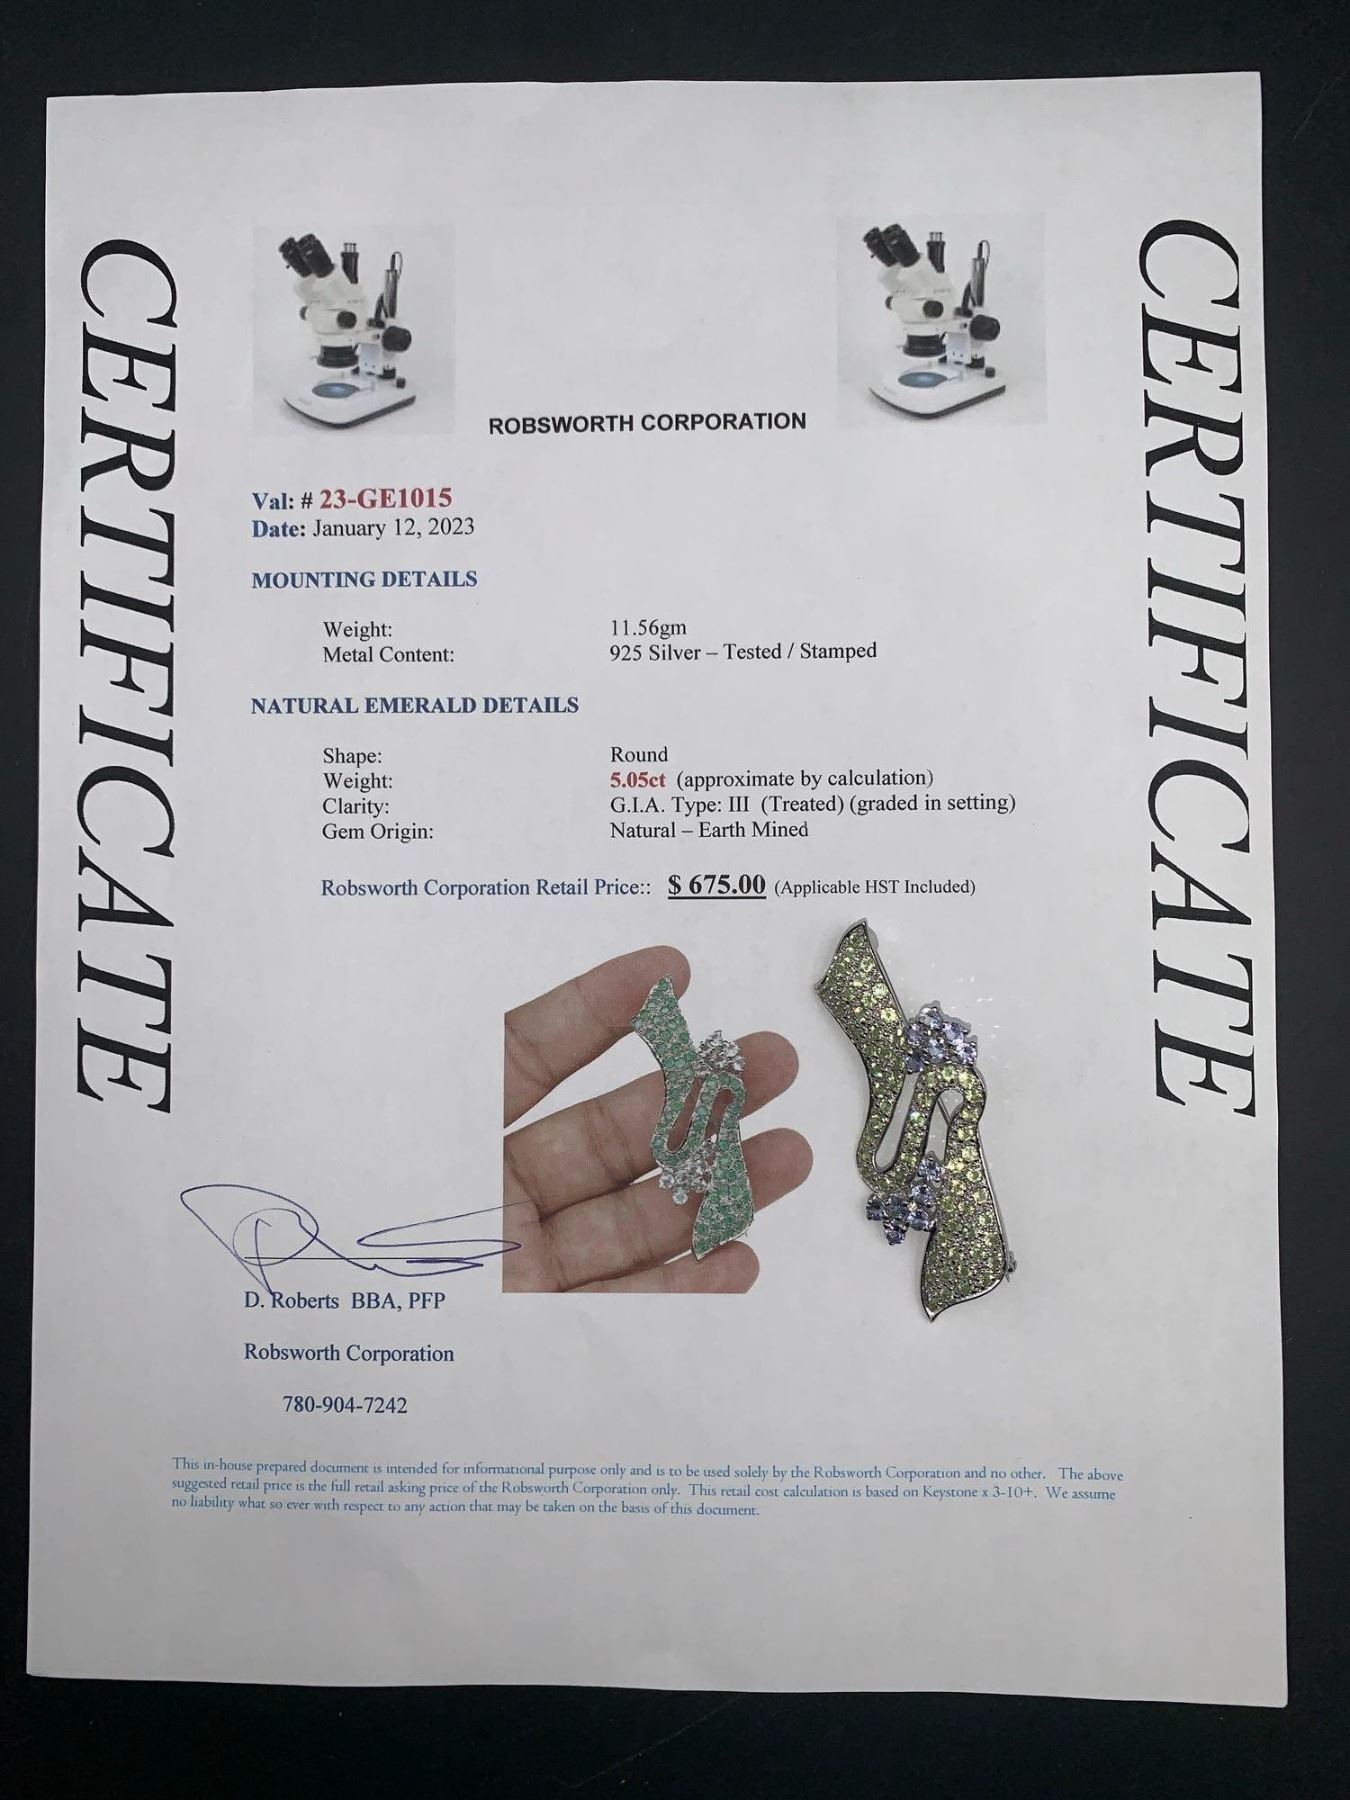 CERTIFICATE
CERTIFICATE
ROBSWORTH CORPORATION
Val: # 23-GE1015
Date: January 12, 2023
MOUNTING DETAILS
Weight: 11.56gm
Metal Content: 925 Silver – Tested / Stamped
NATURAL EMERALD DETAILS
Shape: Round
Weight: 5.05ct (approximate by calculation)
Clarity: G.I.A. Type: III (Treated) (graded in setting)
Gem Origin: Natural – Earth Mined
Robsworth Corporation Retail Price:: $ 675.00 (Applicable HST Included)
D. Roberts BBA, PFP
Robsworth Corporation
780-904-7242
This in-house prepared document is intended for informational purpose only and is to be used solely by the Robsworth Corporation and no other. The above
suggested retail price is the full retail asking price of the Robsworth Corporation only. This retail cost calculation is based on Keystone x 3-10+. We assume
no liability what so ever with respect to any action that may be taken on the basis of this document.